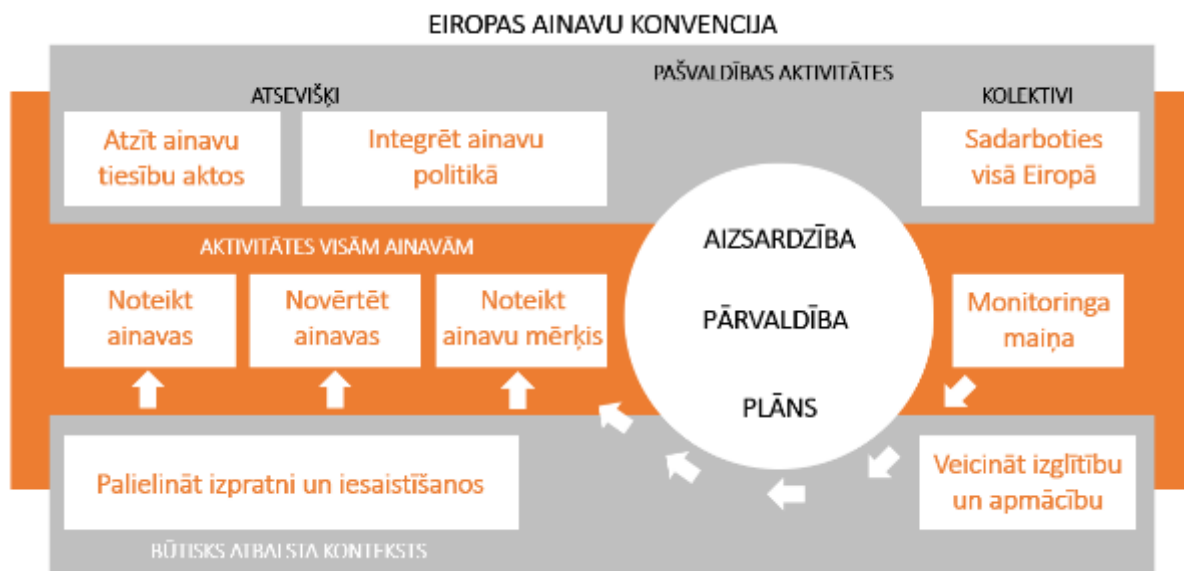 EIROPAS AINAVU KONVENCIJA
PAŠVALDĪBAS AKTIVITĀTES
ATSEVIŠĶI
KOLEKTIVI
Atzīt ainavu
tiesību aktos
Integrēt ainavu
politikā
Sadarboties
visā Eiropā
AKTIVITĀTES VISĀM AINAVĀM
AIZSARDZĪBA
PĀRVALDĪBA
PLĀNS
Noteikt
ainavas
Novērtēt
ainavas
Noteikt
ainavu mērķis
Monitoringa
maiņa
Palielināt izpratni un iesaistīšanos
Veicināt izglītību
un apmācību
BŪTISKS ATBALSTA KONTEKSTS